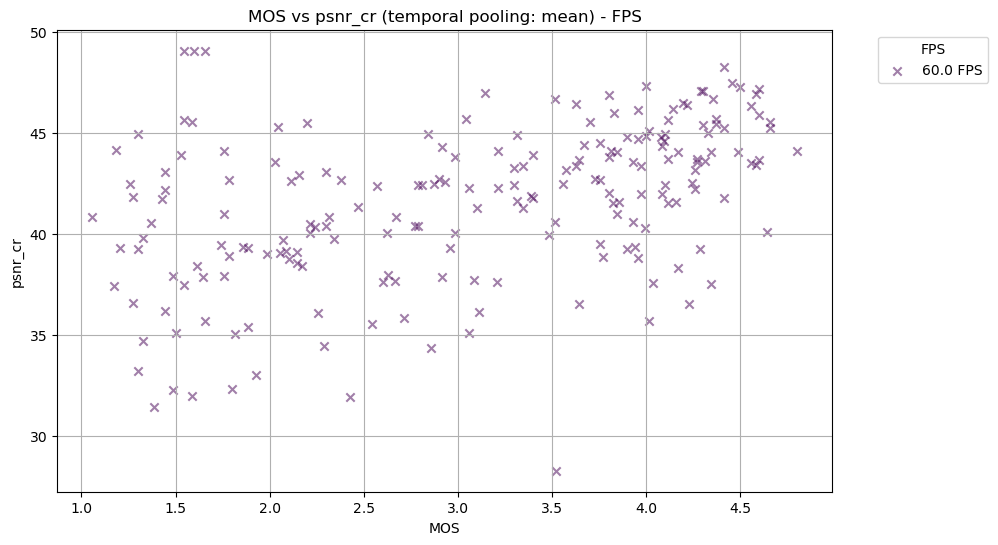 MOS vs psnr_cr (temporal pooling: mean) - FPS
FPS
60.0 FPS
psnr_cr
50
45
40
35
30
1.0 1.5 2.0 2.5 3.0 3.5 4.0 4.5
MOS